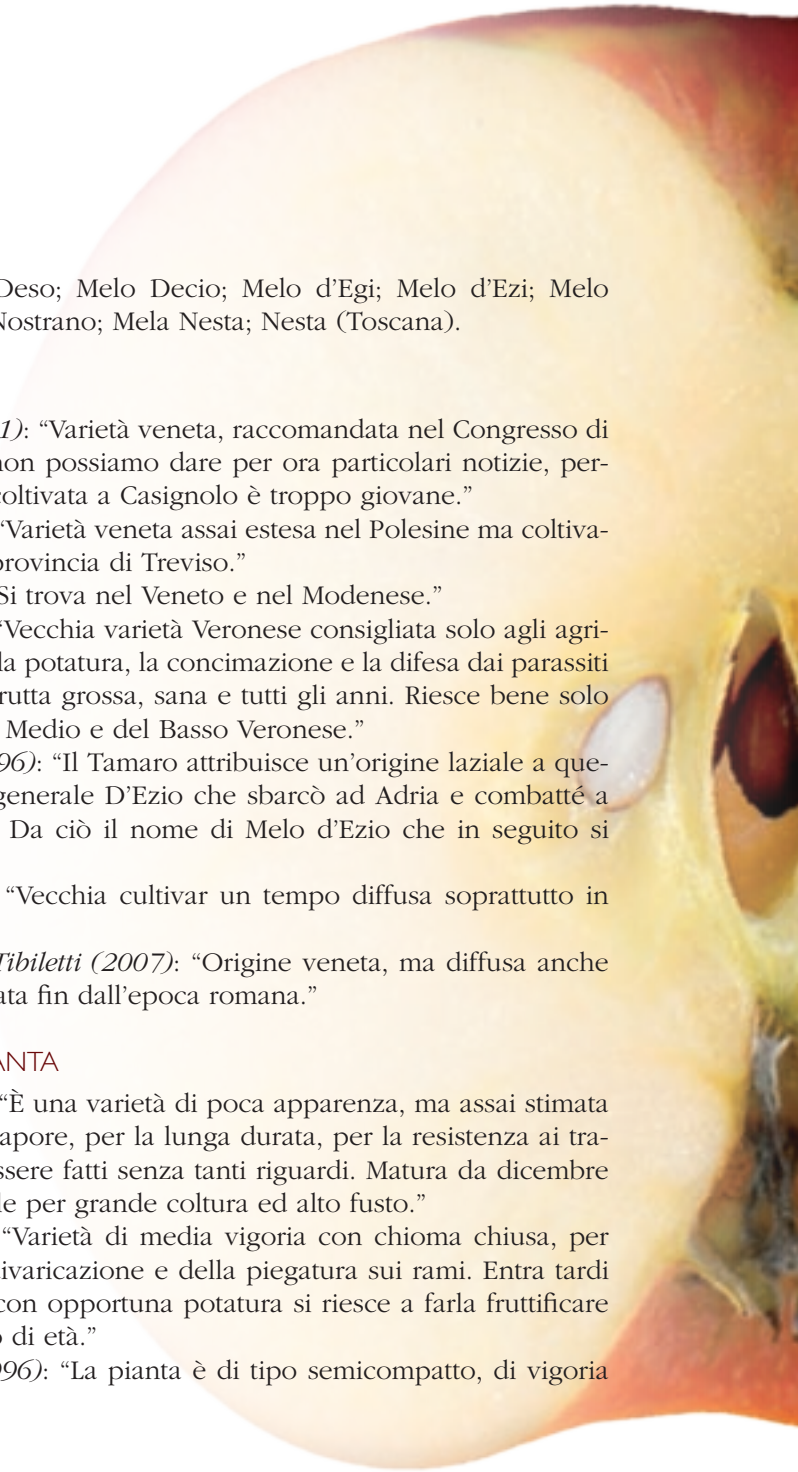 Deso; Melo Decio; Melo d'Egi; Melo d'Ezi; Melo
Nostrano; Mela Nesta; Nesta (Toscana).
1): “Varietà veneta, raccomandata nel Congresso di
non possiamo dare per ora particolari notizie, per-
coltivata a Casignolo è troppo giovane.”
“Varietà veneta assai estesa nel Polesine ma coltiva-
provincia di Treviso.”
Si trova nel Veneto e nel Modenese.”
“Vecchia varietà Veronese consigliata solo agli agri-
la potatura, la concimazione e la difesa dai parassiti
frutta grossa, sana e tutti gli anni. Riesce bene solo
Medio e del Basso Veronese.”
96): “Il Tamaro attribuisce un'origine laziale a que-
generale D'Ezio che sbarcò ad Adria e combatté a
Da ciò il nome di Melo d'Ezio che in seguito si
“Vecchia cultivar un tempo diffusa soprattutto in
Tibiletti (2007): “Origine veneta, ma diffusa anche
ata fin dall'epoca romana.”
ANTA
“È una varietà di poca apparenza, ma assai stimata
apore, per la lunga durata, per la resistenza ai tra-
ssere fatti senza tanti riguardi. Matura da dicembre
le per grande coltura ed alto fusto.”
“Varietà di media vigoria con chioma chiusa, per
ivaricazione e della piegatura sui rami. Entra tardi
con opportuna potatura si riesce a farla fruttificare
o di età.”
996): “La pianta è di tipo semicompatto, di vigoria